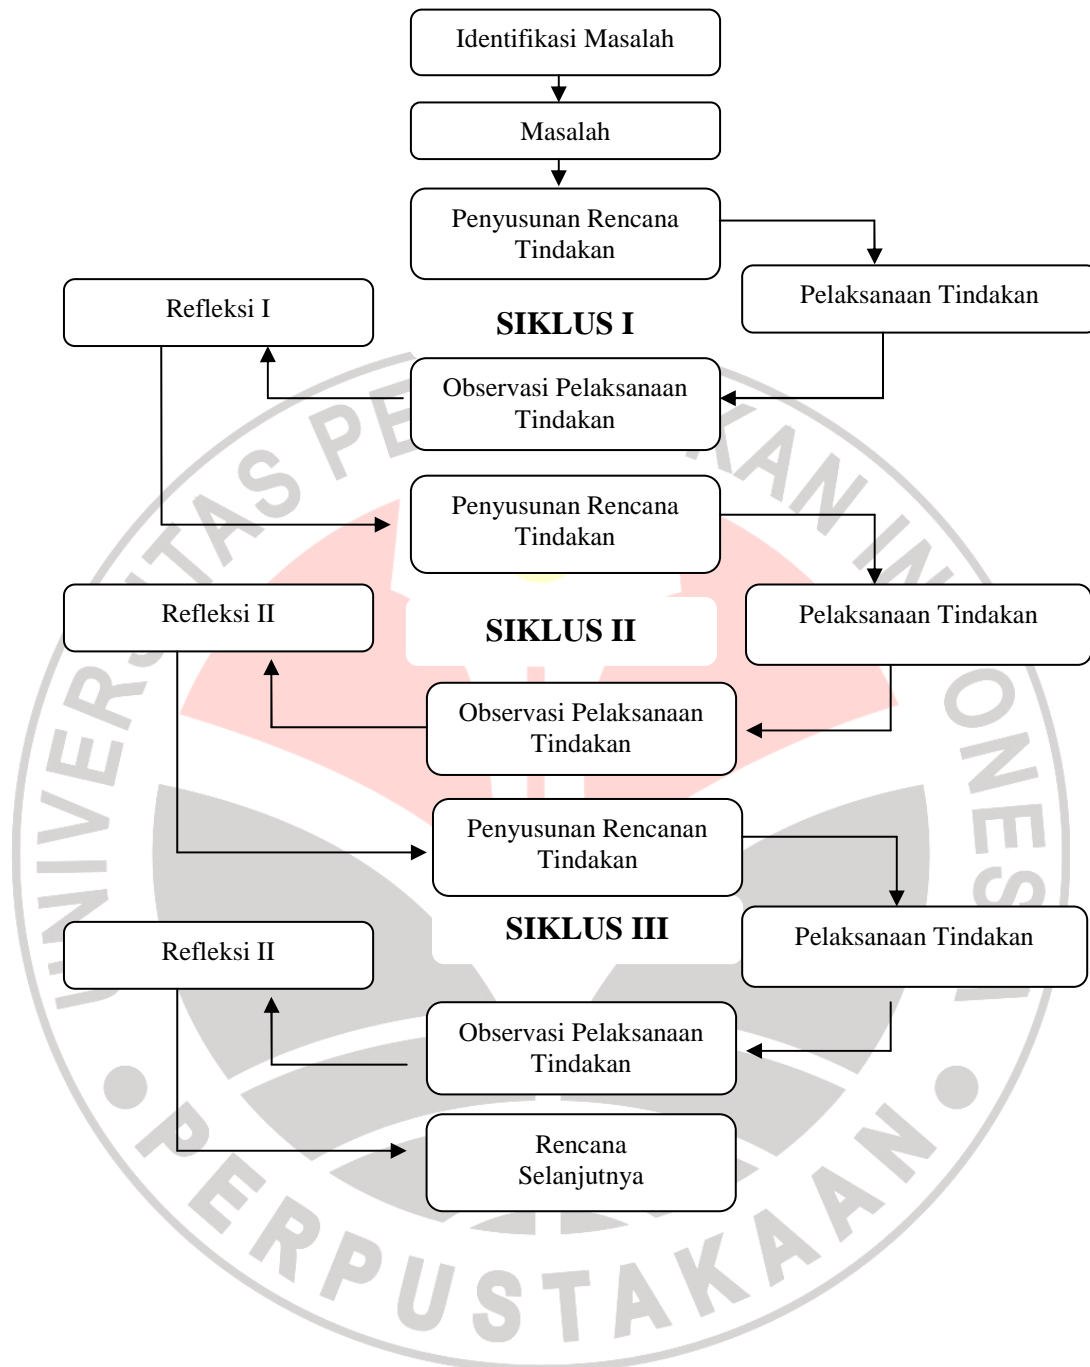 Identifikasi Masalah
Masalah
Penyusunan Rencana
Tindakan
Pelaksanaan Tindakan
Refleksi I
SIKLUS I
Observasi Pelaksanaan
Tindakan
Penyusunan Rencana
Tindakan
Pelaksanaan Tindakan
Refleksi II
SIKLUS II
Observasi Pelaksanaan
Tindakan
Penyusunan Rencanan
Tindakan
Pelaksanaan Tindakan
Refleksi II
SIKLUS III
Observasi Pelaksanaan
Tindakan
Rencana
Selanjutnya
UNIVERSITAS
PERPUSTAKAAN